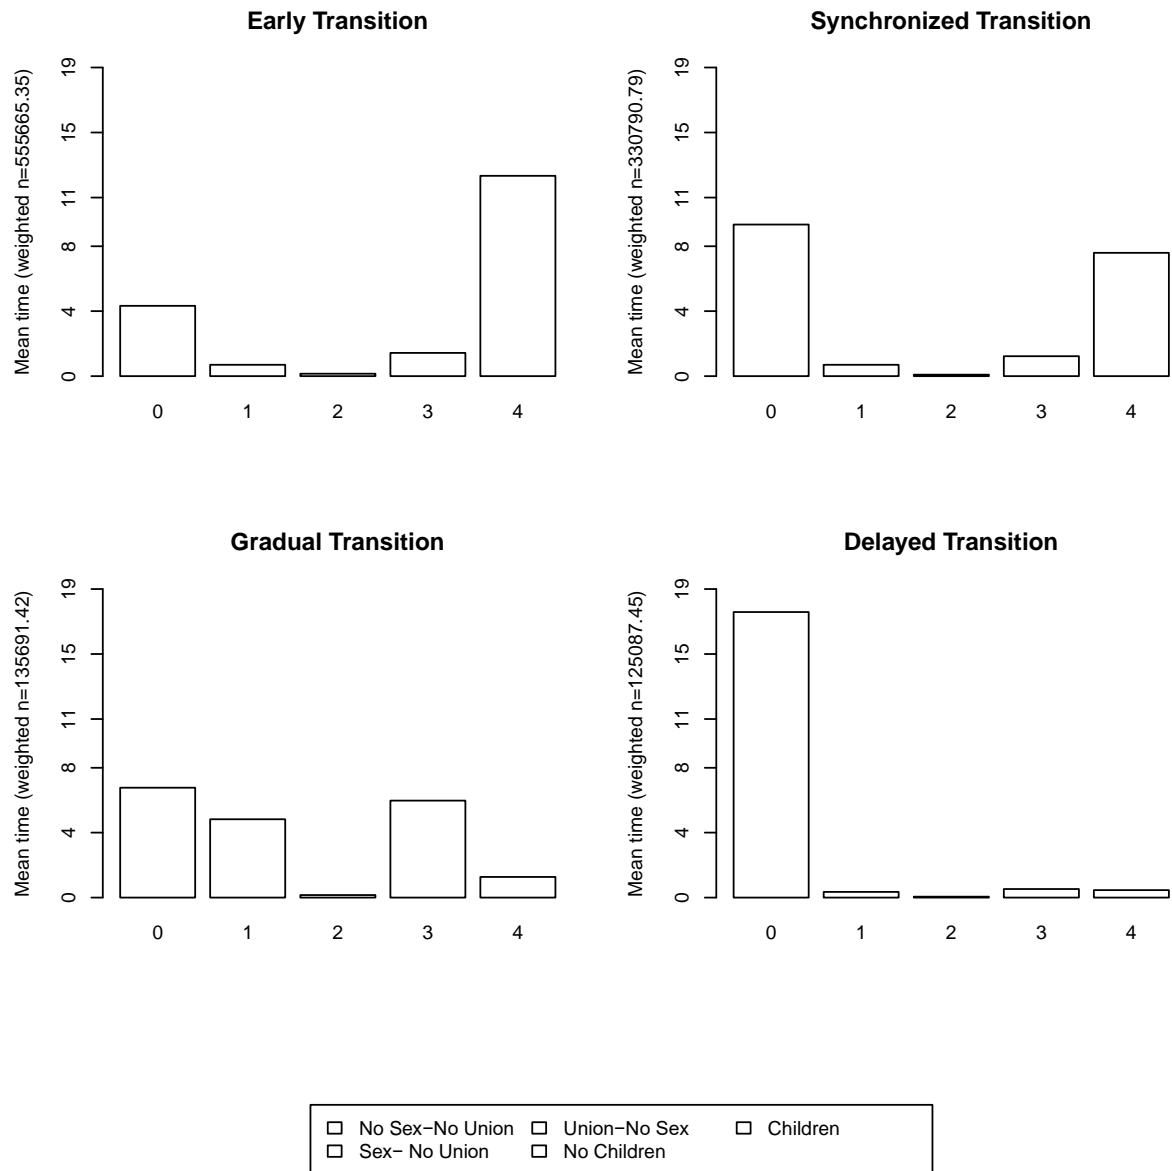 Early Transition
Mean time (weighted n=555665.35)
19
15
11
8
4
0
0 1 2 3 4
Synchronized Transition
Mean time (weighted n=330790.79)
19
15
11
8
4
0
0 1 2 3 4
Gradual Transition
Mean time (weighted n=135691.42)
19
15
11
8
4
0
0 1 2 3 4
Delayed Transition
Mean time (weighted n=125087.45)
19
15
11
8
4
0
0 1 2 3 4
No Sex−No Union Union−No Sex Children
Sex− No Union No Children